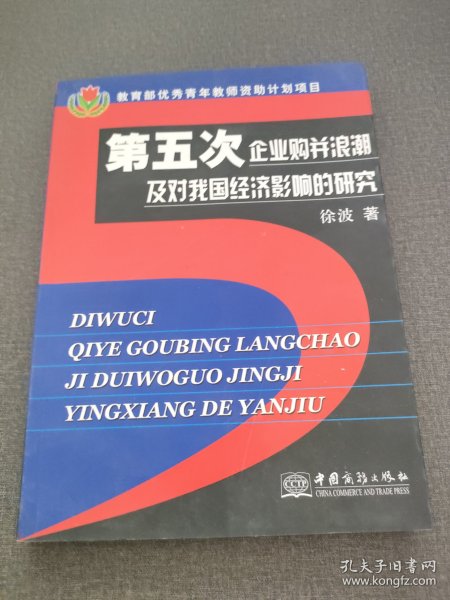 教育部优秀青年教师资助计划项目
第五次企业购并浪潮
及对我国经济影响的研究
徐波 著
DIWUCI
QIYE GOUBING LANGCHAO
JI DUIWOGUO JINGJI
YINGXIANG DE YANJIU
CCTP
中国商务出版社
CHINA COMMERCE AND TRADE PRESS
孔夫子旧书网
www.kongfz.com